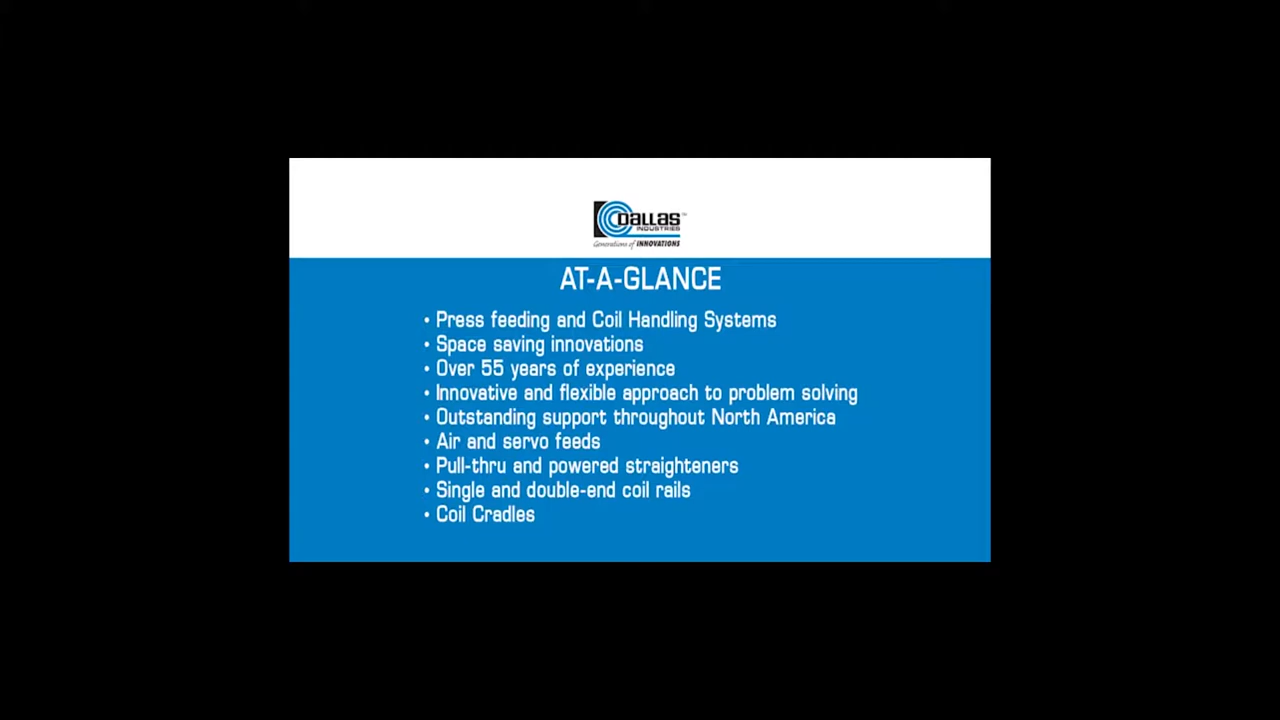 DALLAS™
INDUSTRIES
Generations of INNOVATIONS
AT-A-GLANCE
• Press feeding and Coil Handling Systems
• Space saving innovations
• Over 55 years of experience
• Innovative and flexible approach to problem solving
• Outstanding support throughout North America
• Air and servo feeds
• Pull-thru and powered straighteners
• Single and double-end coil rails
• Coil Cradles